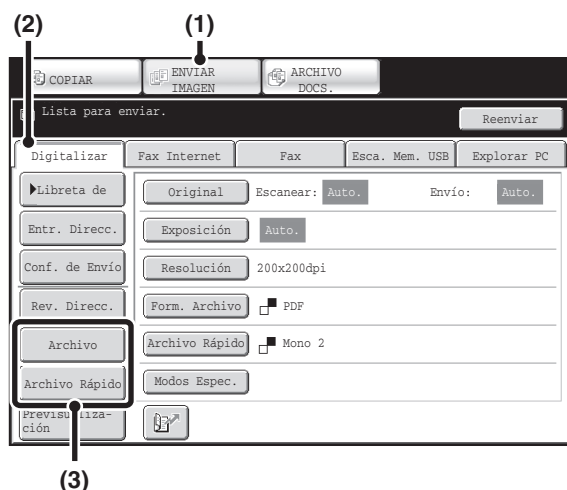 (2)
(1)
COPIAR
ENVIAR
IMAGEN
ARCHIVO
DOCS.
Lista para enviar.
Reenviar
Digitalizar
Fax Internet
Fax
Esca. Mem. USB
Explorar PC
Libreta de
Original
Escanear:
Auto.
Envío:
Auto.
Entr. Direcc.
Exposición
Auto.
Conf. de Envío
Resolución
200x200dpi
Rev. Direcc.
Form. Archivo
PDF
Archivo
Archivo Rápido
Mono 2
Archivo Rápido
Modos Espec.
Previsualiza-
ción
(3)